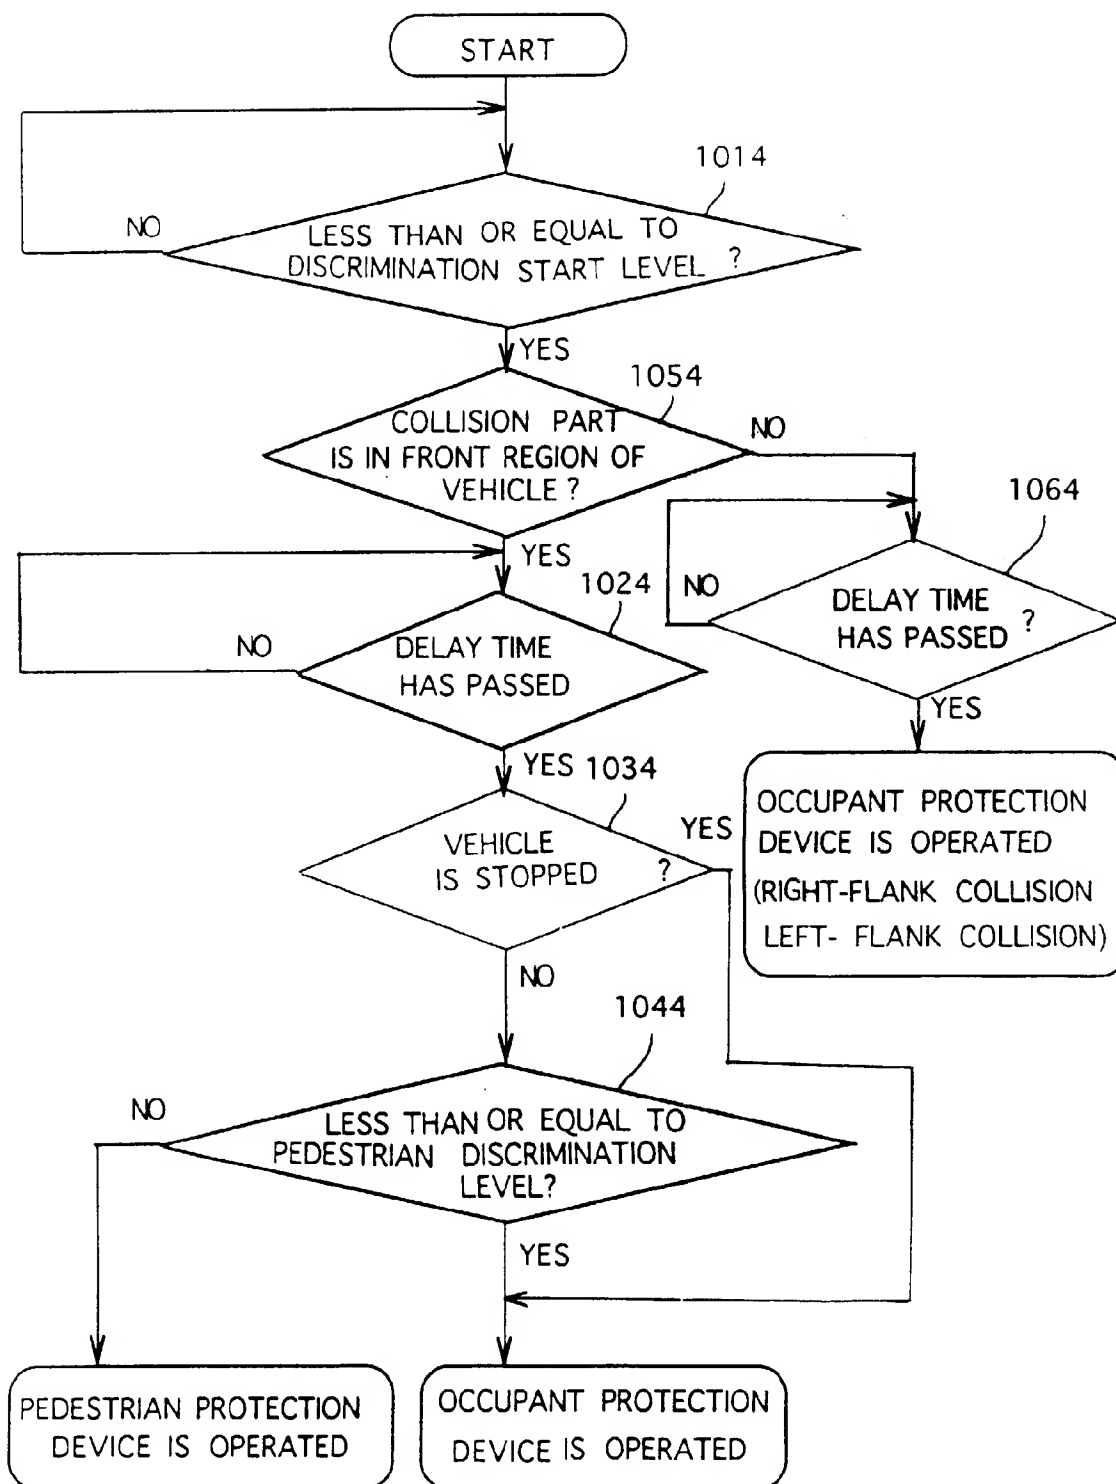 START
1014
NO
LESS THAN OR EQUAL TO
DISCRIMINATION START LEVEL ?
YES
1054
COLLISION PART
IS IN FRONT REGION OF
VEHICLE ?
NO
YES
1064
1024
NO
DELAY TIME
HAS PASSED ?
NO
DELAY TIME
HAS PASSED
YES
YES
1034
OCCUPANT PROTECTION
DEVICE IS OPERATED
(RIGHT-FLANK COLLISION
LEFT- FLANK COLLISION)
YES
VEHICLE
IS STOPPED ?
NO
1044
NO
LESS THAN OR EQUAL TO
PEDESTRIAN DISCRIMINATION
LEVEL?
YES
PEDESTRIAN PROTECTION
DEVICE IS OPERATED
OCCUPANT PROTECTION
DEVICE IS OPERATED